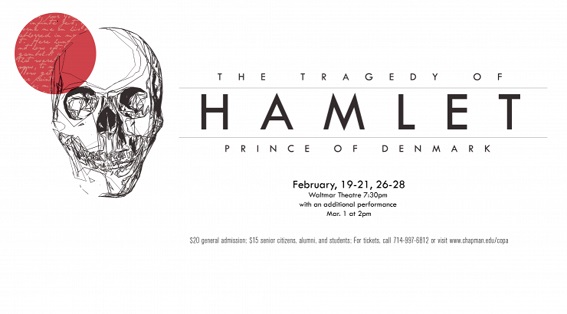 THE TRAGEDY OF
HAMLET
PRINCE OF DENMARK
February, 19-21, 26-28
Waltmar Theatre 7:30pm
with an additional performance
Mar. 1 at 2pm
$20 general admission; $15 senior citizens, alumni, and students; For tickets, call 714-997-6812 or visit www.chapman.edu/copa